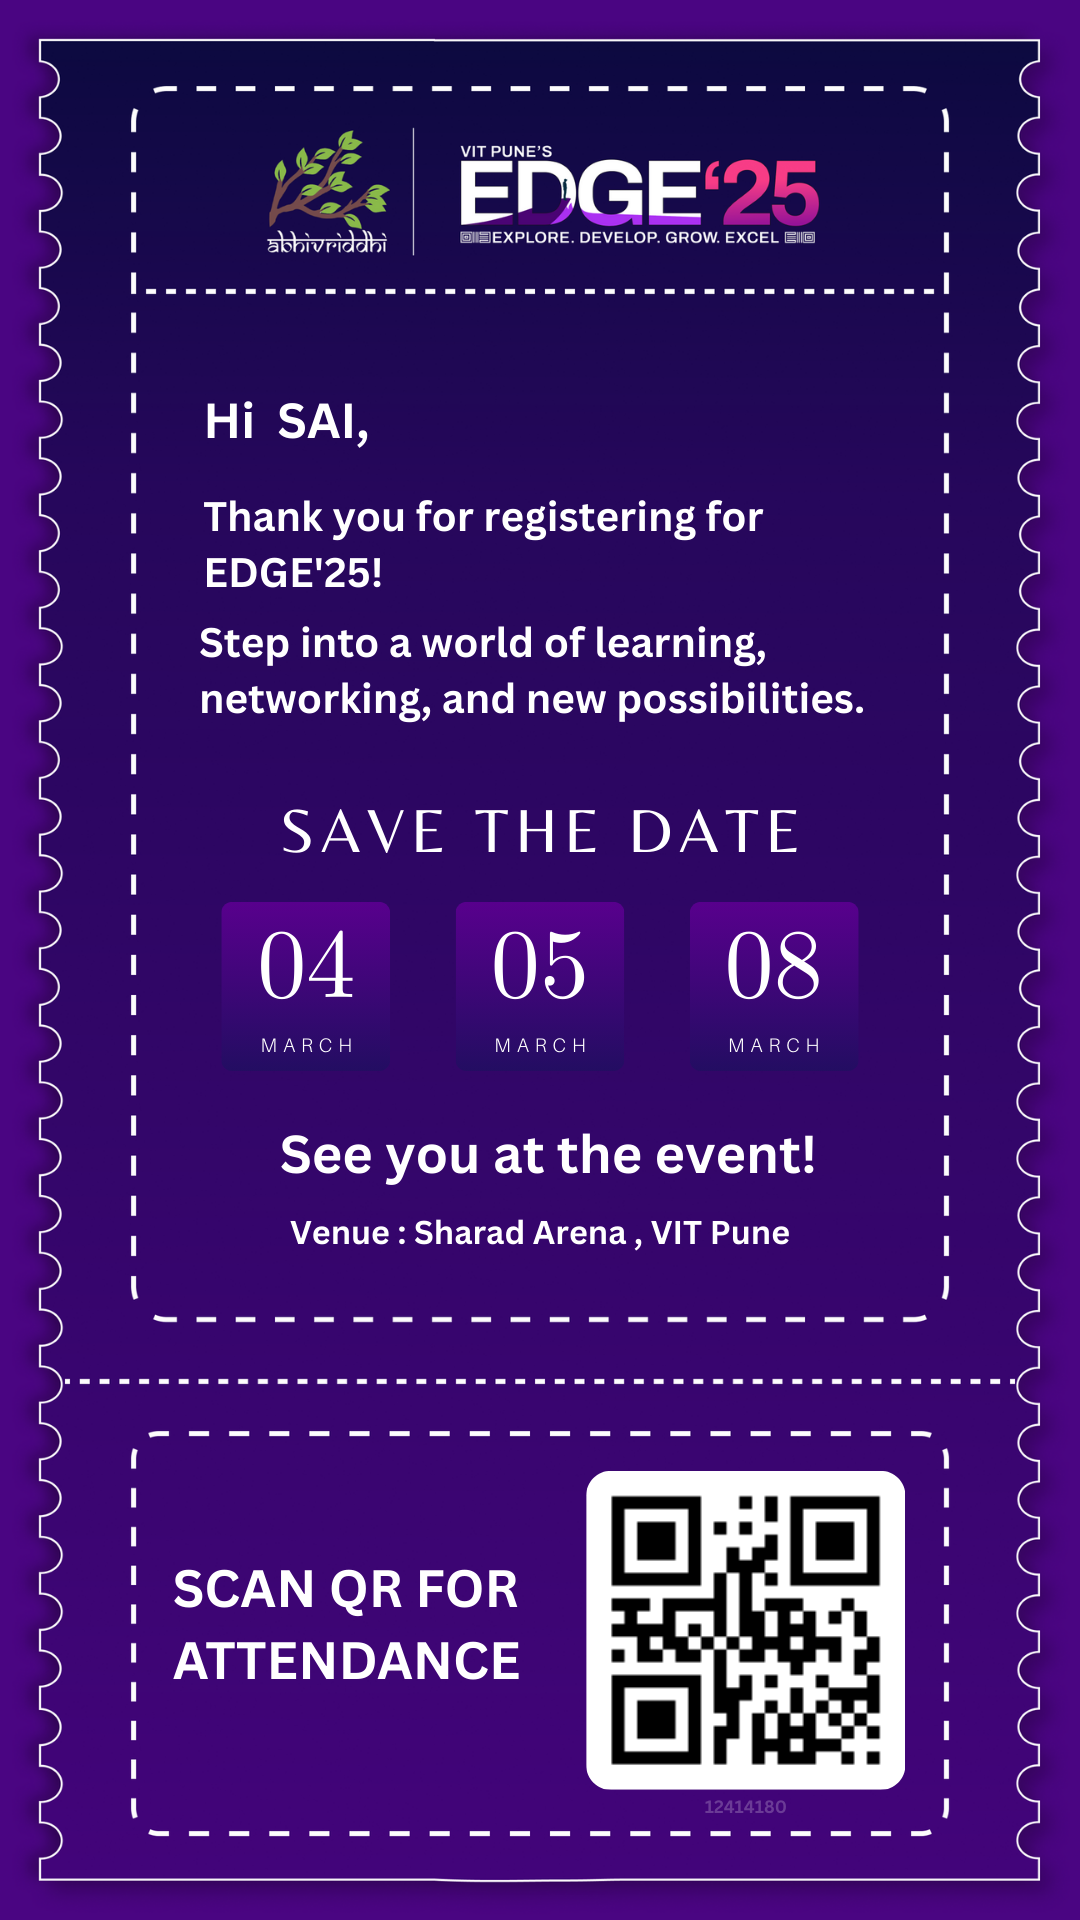 abhivriddhi
VIT PUNE'S
EDGE'25
EXPLORE. DEVELOP. GROW. EXCEL
Hi SAI,
Thank you for registering for
EDGE'25!
Step into a world of learning,
networking, and new possibilities.
SAVE THE DATE
04 05 08
MARCH MARCH MARCH
See you at the event!
Venue : Sharad Arena , VIT Pune
SCAN QR FOR
ATTENDANCE
12414180